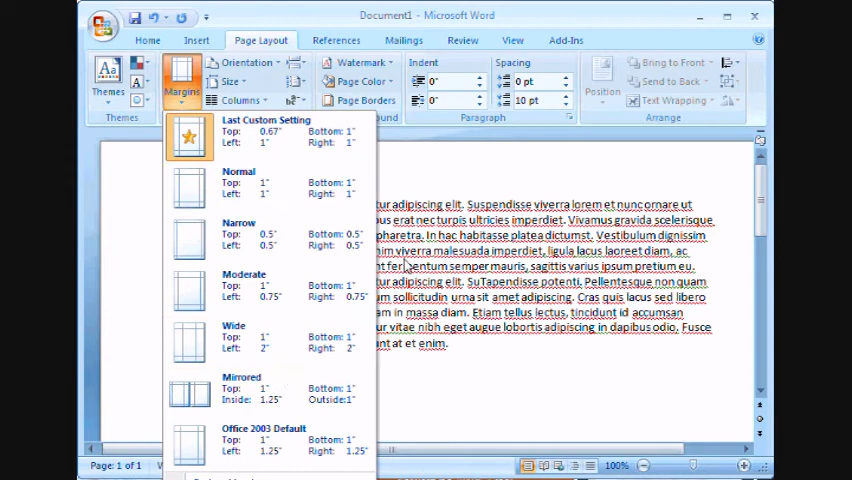 Document1 - Microsoft Word
Home Insert Page Layout References Mailings Review View Add-Ins
Themes
Margins
Orientation
Size
Columns
Watermark
Page Color
Page Borders
Indent
0"
0"
Spacing
0 pt
10 pt
Position
Bring to Front
Send to Back
Text Wrapping
Themes
Paragraph
Arrange
Last Custom Setting
Top: 0.67" Bottom: 1"
Left: 1" Right: 1"
Normal
Top: 1" Bottom: 1"
Left: 1" Right: 1"
Narrow
Top: 0.5" Bottom: 0.5"
Left: 0.5" Right: 0.5"
Moderate
Top: 1" Bottom: 1"
Left: 0.75" Right: 0.75"
Wide
Top: 1" Bottom: 1"
Left: 2" Right: 2"
Mirrored
Top: 1" Bottom: 1"
Inside: 1.25" Outside: 1"
Office 2003 Default
Top: 1" Bottom: 1"
Left: 1.25" Right: 1.25"
tur adipiscing elit. Suspendisse viverra lorem et nunc ornare ut
us erat nec turpis ultricies imperdiet. Vivamus gravida scelerisque
pharetra. In hac habitasse platea dictumst. Vestibulum dignissim
nim viverra malesuada imperdiet, ligula lacus laoreet diam, ac
semper mauris, sagittis varius ipsum pretium eu.
tur adipiscing elit. SuTapendisse potenti. Pellentesque non quam
m sollicitudin urna sit amet adipiscing. Cras quis lacus sed libero
am in massa diam. Etiam tellus lectus, tincidunt id accumsan
ur vitae nibh eget augue lobortis adipiscing in dapibus odio. Fusce
unt at et enim.
Page: 1 of 1
100%